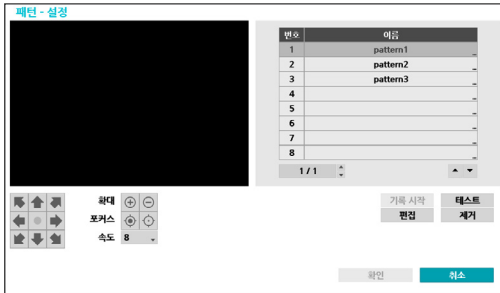 패턴 - 설정
번호 이름
1 pattern1
2 pattern2
3 pattern3
4
5
6
7
8
1 / 1
확대
포커스
속도 8
기록 시작 테스트
편집 제거
확인 취소